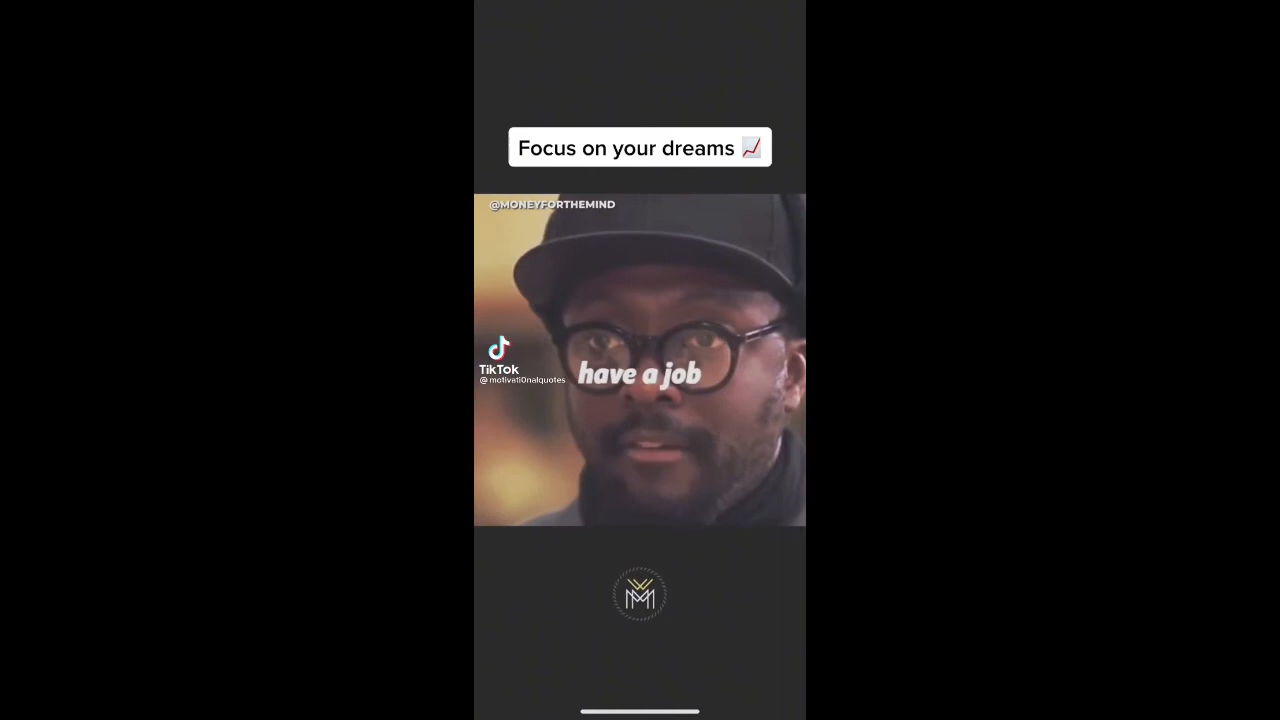 Focus on your dreams 📈
@MONEYFORTHEMIND
have a job
TikTok
@motivati0nalquotes